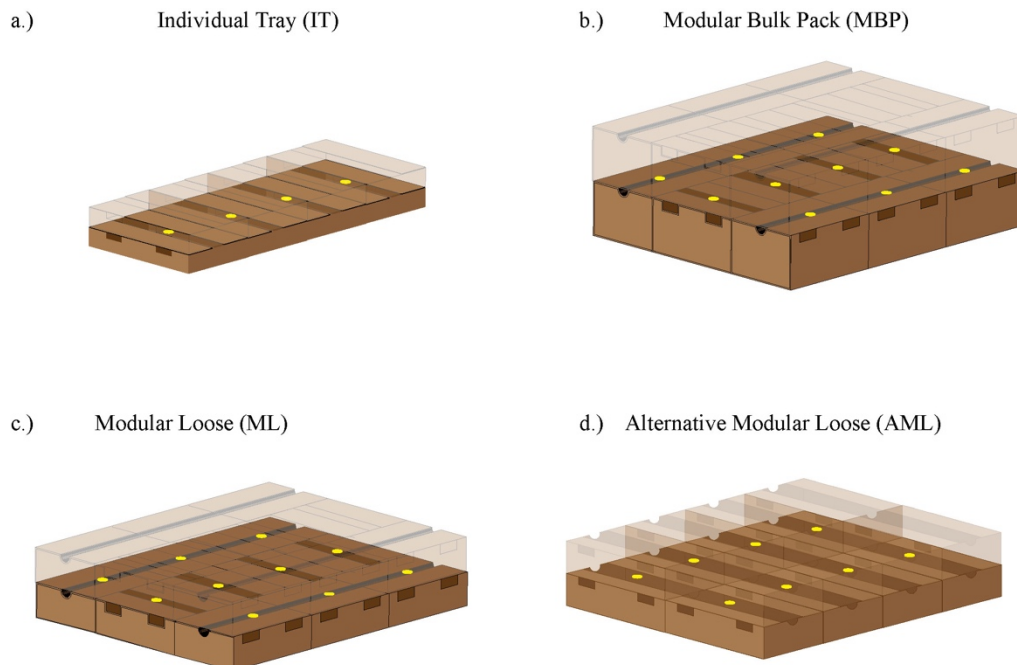 a.) Individual Tray (IT)
b.) Modular Bulk Pack (MBP)
c.) Modular Loose (ML)
d.) Alternative Modular Loose (AML)